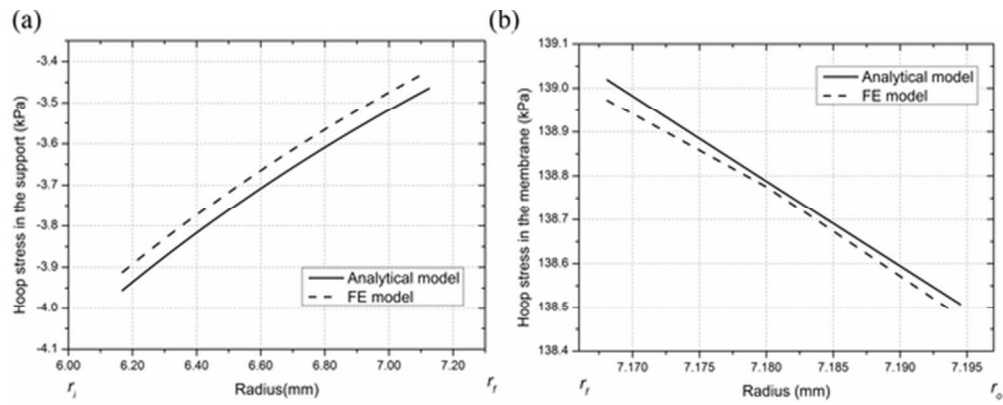 (a)
Hoop stress in the support (kPa)
-3.4
-3.5
-3.6
-3.7
-3.8
-3.9
-4.0
-4.1
6.00 6.20 6.40 6.60 6.80 7.00 7.20
Analytical model
FE model
r_i Radius(mm) r_f
(b)
Hoop stress in the membrane (kPa)
139.1
139.0
138.9
138.8
138.7
138.6
138.5
138.4
7.170 7.175 7.180 7.185 7.190 7.195
Analytical model
FE model
r_f Radius (mm) r_o